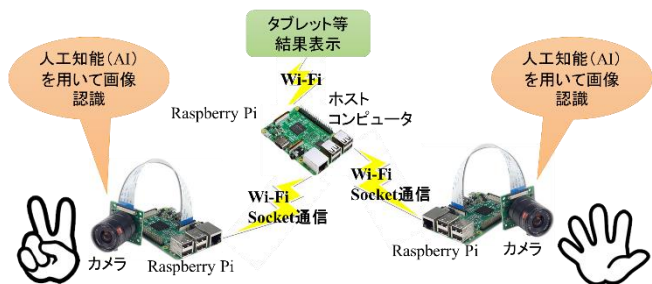 タブレット等
結果表示
人工知能(AI)
を用いて画像
認識
Wi-Fi
人工知能(AI)
を用いて画像
認識
Raspberry Pi
ホスト
コンピュータ
Wi-Fi
Socket通信
Wi-Fi
Socket通信
カメラ
Raspberry Pi
Raspberry Pi
カメラ